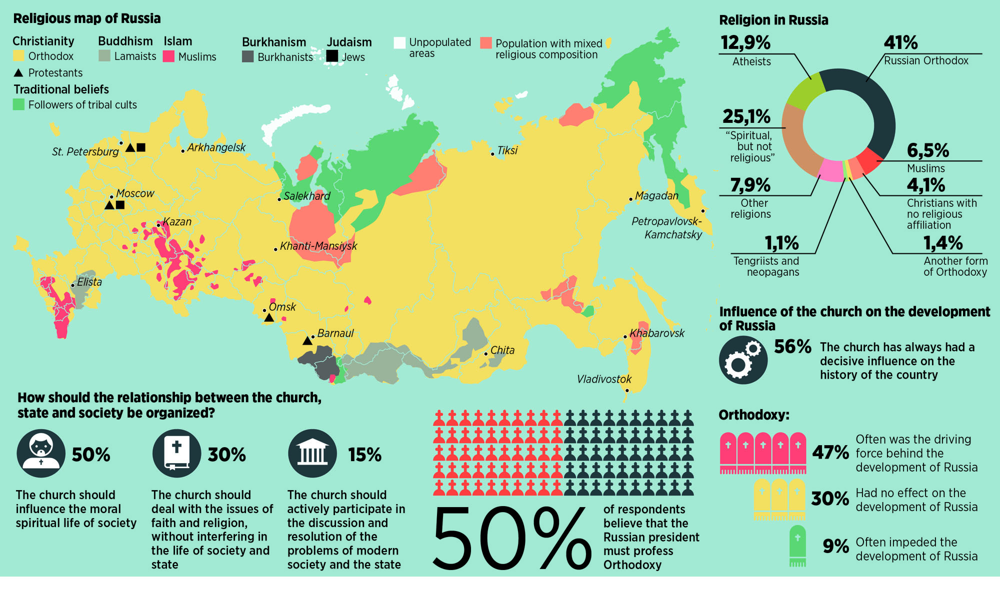 Religious map of Russia
Christianity
Orthodox
Protestants
Traditional beliefs
Followers of tribal cults
Buddhism
Lamaists
Islam
Muslims
Burkhanism
Burkhanists
Judaism
Jews
Unpopulated
areas
Population with mixed
religious composition
St. Petersburg
Arkhangelsk
Moscow
Kazan
Elista
Salekhard
Khanti-Mansiysk
Omsk
Barnaul
Tiksi
Magadan
Petropavlovsk-
Kamchatsky
Chita
Khabarovsk
Vladivostok
Religion in Russia
12,9%
Atheists
41%
Russian Orthodox
25,1%
“Spiritual,
but not
religious”
6,5%
Muslims
7,9%
Other
religions
4,1%
Christians with
no religious
affiliation
1,1%
Tengriists and
neopagans
1,4%
Another form
of Orthodoxy
Influence of the church on the development
of Russia
56%
The church has always had a
decisive influence on the
history of the country
How should the relationship between the church,
state and society be organized?
50%
The church should
influence the moral
spiritual life of society
30%
The church should
deal with the issues of
faith and religion,
without interfering in
the life of society and
state
15%
The church should
actively participate in
the discussion and
resolution of the
problems of modern
society and the state
50%
of respondents
believe that the
Russian president
must profess
Orthodoxy
Orthodoxy:
47%
Often was the driving
force behind the
development of Russia
30%
Had no effect on the
development of Russia
9%
Often impeded the
development of Russia